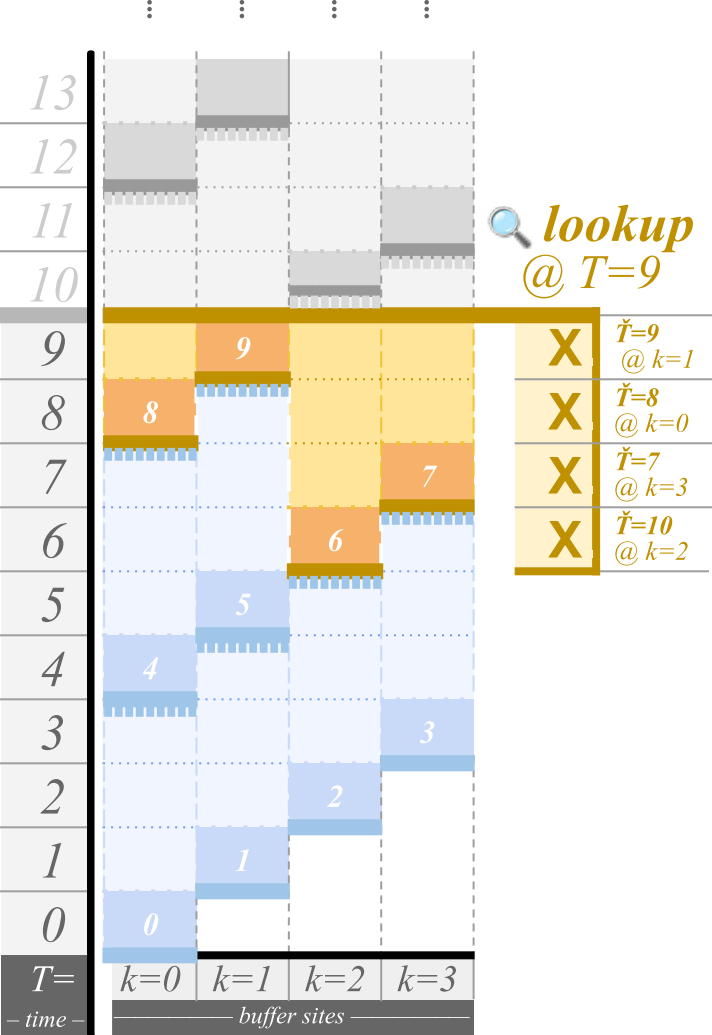 13
12
11
10
lookup
@ T=9
9
9
X
Ť=9
@ k=1
8
8
X
Ť=8
@ k=0
7
7
X
Ť=7
@ k=3
6
6
X
Ť=10
@ k=2
5
5
4
4
3
3
2
2
1
1
0
0
T= k=0 k=1 k=2 k=3
– time – buffer sites